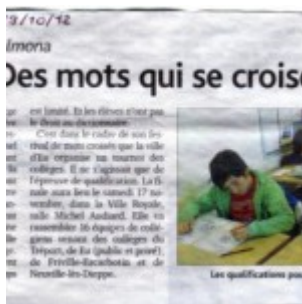 /10/12
lmona
Des mots qui se croise
est limité. Et les élèves n'ont pas
le droit au dictionnaire.
C'est dans le cadre de son fes-
tival de mots croisés que la ville
d'Eu organise un tournoi des
collèges. Il ne s'agissait que de
l'épreuve de qualification. La fi-
nale aura lieu le samedi 17 no-
vembre, dans la Ville Royale,
salle Michel Audiard. Elle va
rassembler 16 équipes de collé-
giens venant des collèges du
Tréport, de Eu (public et privé),
de Friville-Escarbotin et de
Neuville-lès-Dieppe.
Les qualifications po